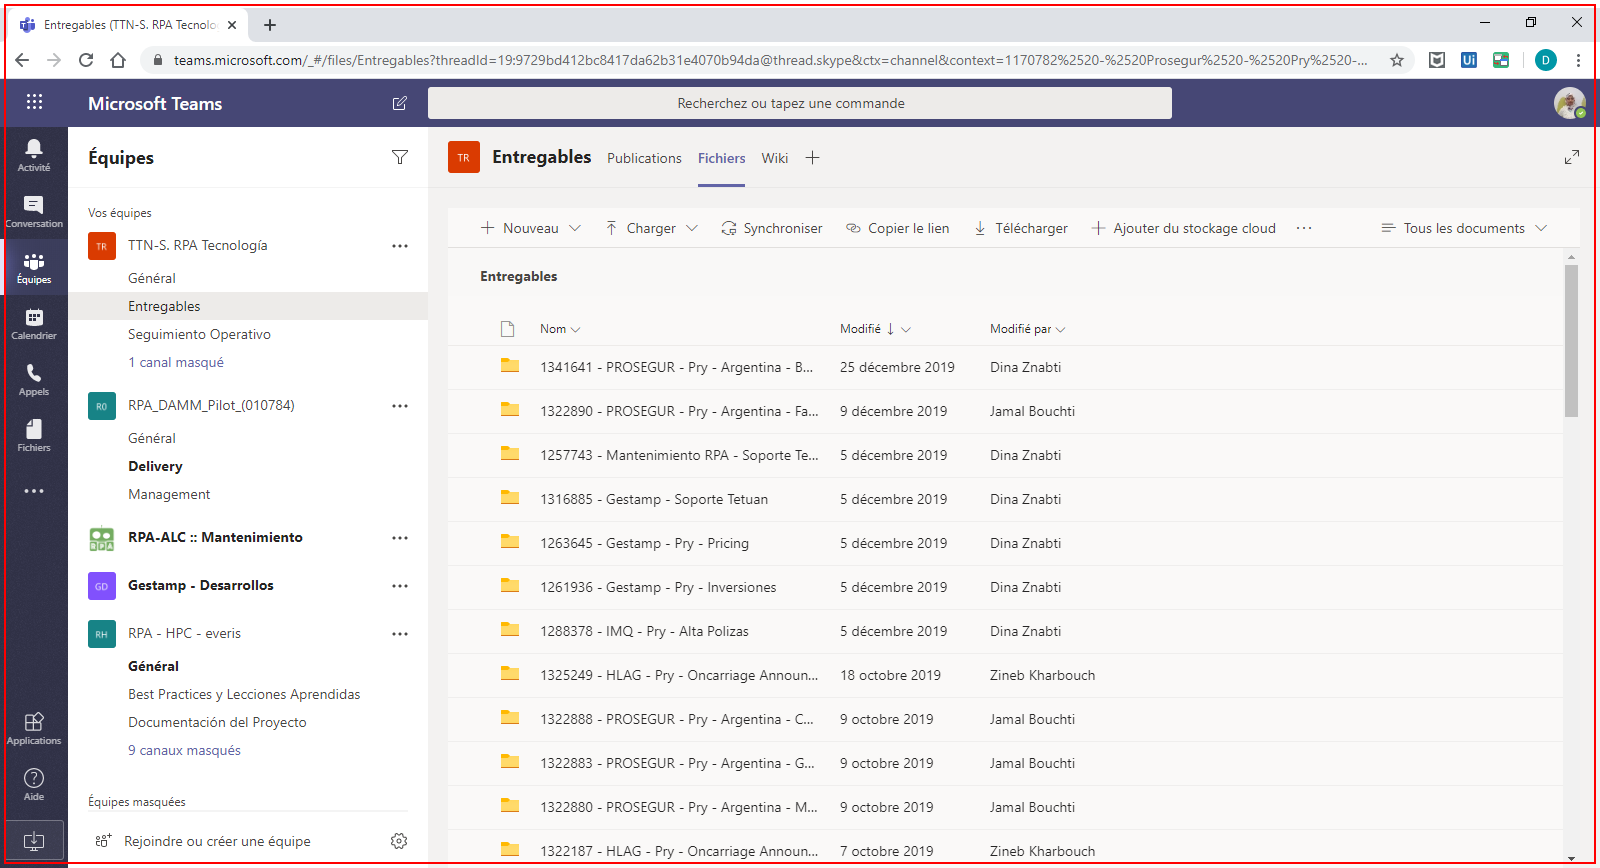 Entregables (TTN-S. RPA Tecnolo
teams.microsoft.com/_#/files/Entregables?threadId=19:9729bd412bc8417da62b31e4070b94da@thread.skype&ctx=channel&context=1170782%2520-%2520Prosegur%2520-%2520Pry%2520-...
Ui
D
Microsoft Teams
Recherchez ou tapez une commande
Activité
Conversation
Équipes
Calendrier
Appels
Fichiers
Applications
Aide
Équipes
Vos équipes
TR TTN-S. RPA Tecnología
Général
Entregables
Seguimiento Operativo
1 canal masqué
R0 RPA_DAMM_Pilot_(010784)
Général
Delivery
Management
RPA RPA-ALC :: Mantenimiento
GD Gestamp - Desarrollos
RH RPA - HPC - everis
Général
Best Practices y Lecciones Aprendidas
Documentación del Proyecto
9 canaux masqués
Équipes masquées
Rejoindre ou créer une équipe
TR Entregables Publications Fichiers Wiki
Nouveau Charger Synchroniser Copier le lien Télécharger Ajouter du stockage cloud ... Tous les documents
Entregables
Nom Modifié Modifié par
1341641 - PROSEGUR - Pry - Argentina - B... 25 décembre 2019 Dina Znabti
1322890 - PROSEGUR - Pry - Argentina - Fa... 9 décembre 2019 Jamal Bouchti
1257743 - Mantenimiento RPA - Soporte Te... 5 décembre 2019 Dina Znabti
1316885 - Gestamp - Soporte Tetuan 5 décembre 2019 Dina Znabti
1263645 - Gestamp - Pry - Pricing 5 décembre 2019 Dina Znabti
1261936 - Gestamp - Pry - Inversiones 5 décembre 2019 Dina Znabti
1288378 - IMQ - Pry - Alta Polizas 5 décembre 2019 Dina Znabti
1325249 - HLAG - Pry - Oncarriage Announ... 18 octobre 2019 Zineb Kharbouch
1322888 - PROSEGUR - Pry - Argentina - C... 9 octobre 2019 Jamal Bouchti
1322883 - PROSEGUR - Pry - Argentina - G... 9 octobre 2019 Jamal Bouchti
1322880 - PROSEGUR - Pry - Argentina - M... 9 octobre 2019 Jamal Bouchti
1322187 - HLAG - Pry - Oncarriage Announ... 7 octobre 2019 Zineb Kharbouch